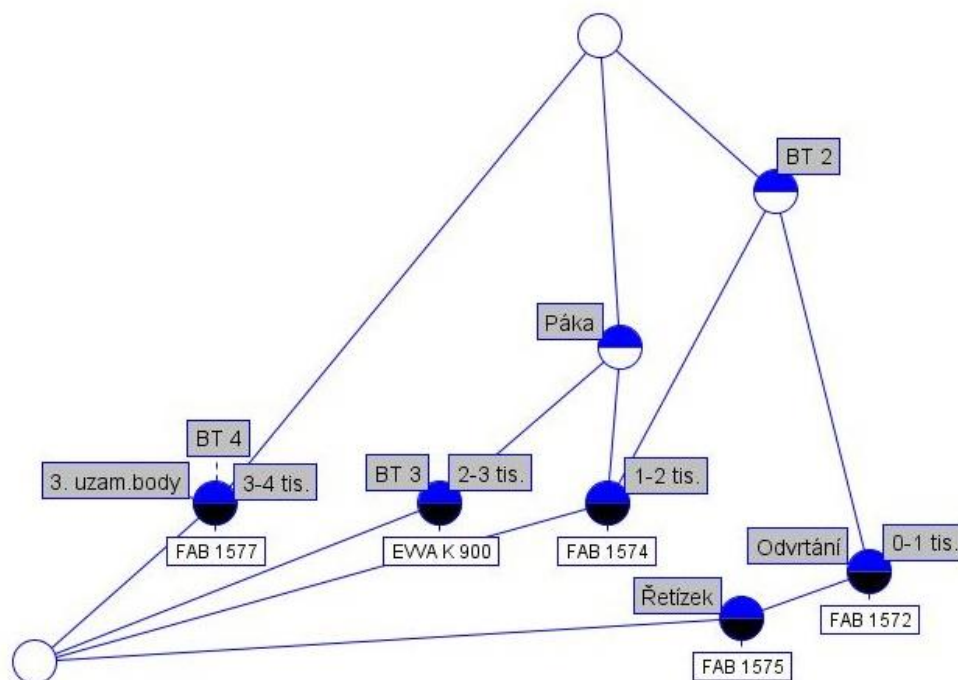 BT 2
Páka
BT 4
3. uzam.body
3-4 tis.
BT 3
2-3 tis.
1-2 tis.
FAB 1577
EVVA K 900
FAB 1574
Odvrtání
0-1 tis.
Řetízek
FAB 1572
FAB 1575